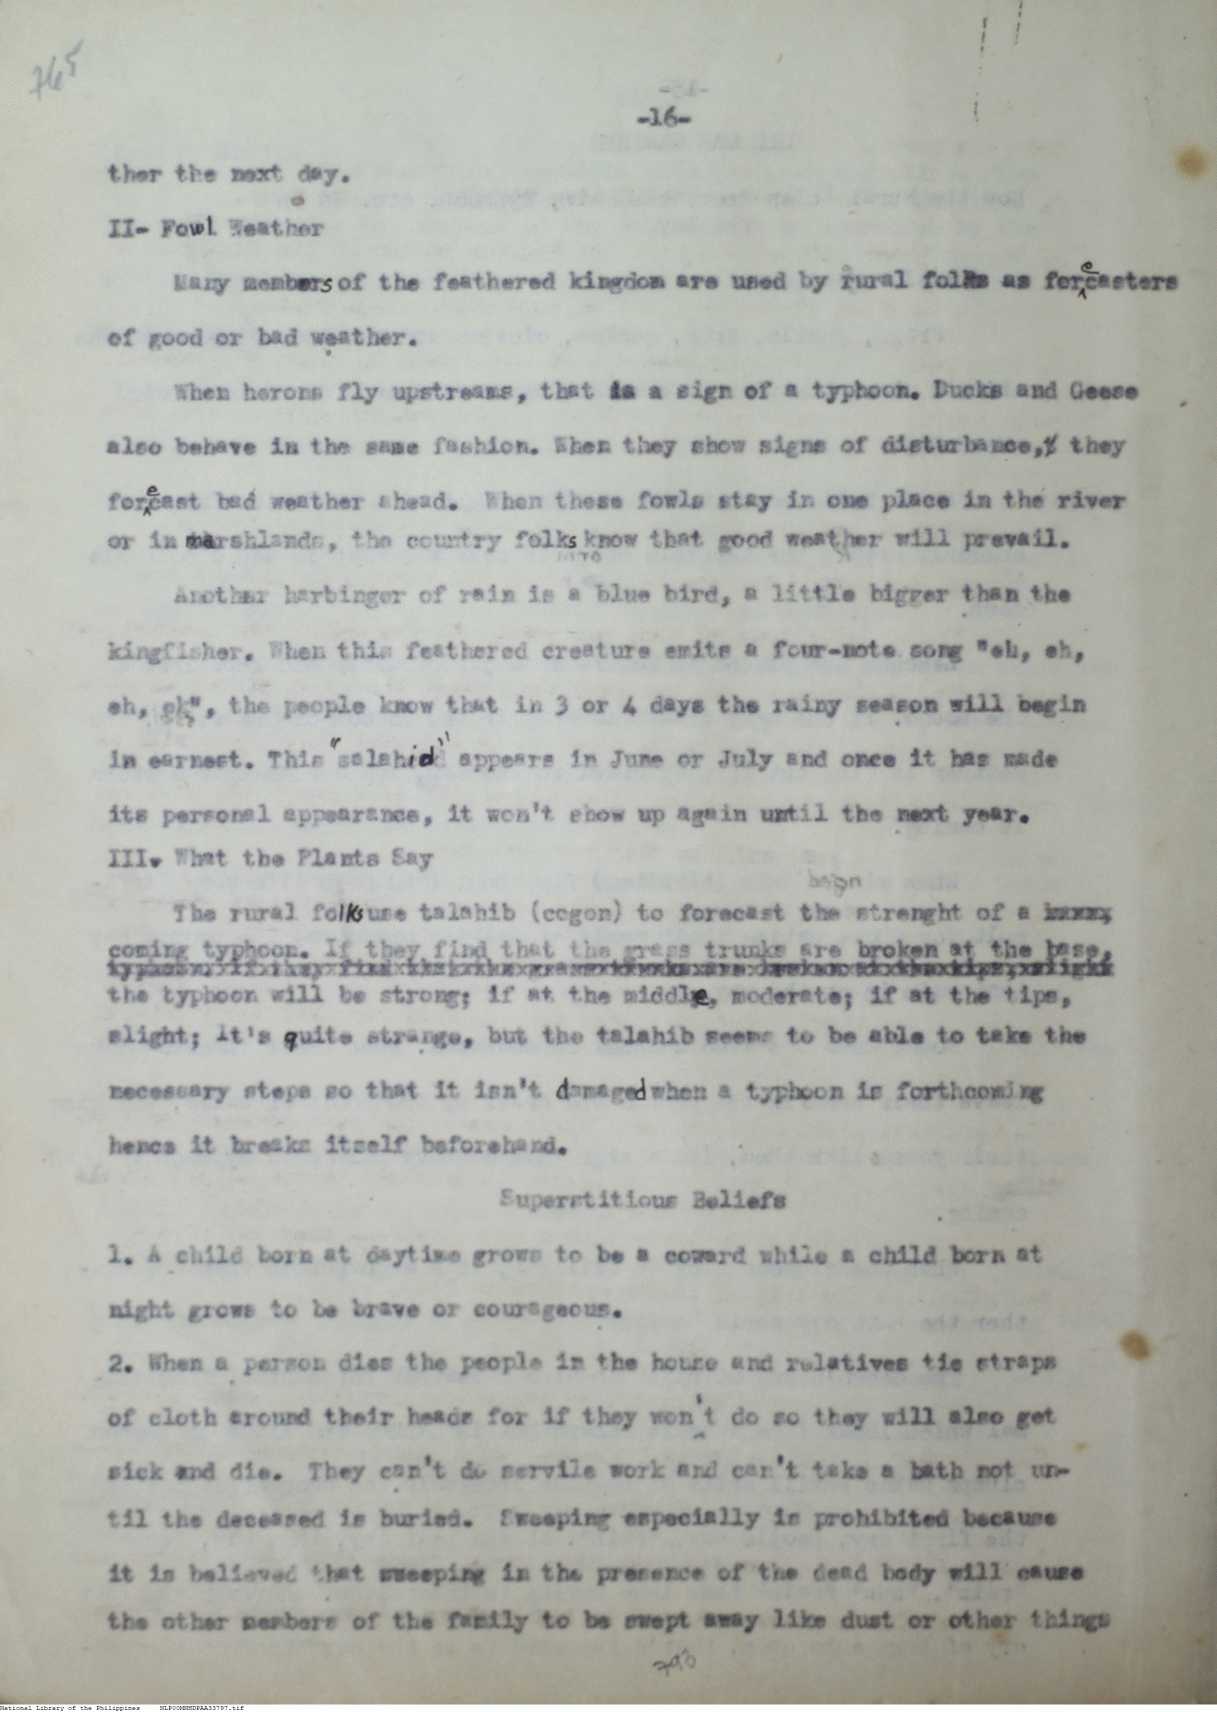 765
-16-
ther the next day.
II- Fowl Weather
Many members of the feathered kingdom are used by rural folks as forecasters
of good or bad weather.
When herons fly upstreams, that is a sign of a typhoon. Ducks and Geese
also behave in the same fashion. When they show signs of disturbance, they
forecast bad weather ahead. When these fowls stay in one place in the river
or in marshlands, the country folks know that good weather will prevail.
Another harbinger of rain is a blue bird, a little bigger than the
kingfisher. When this feathered creature emits a four-note song "eh, eh,
eh, eh", the people know that in 3 or 4 days the rainy season will begin
in earnest. This "salahid" appears in June or July and once it has made
its personal appearance, it won't show up again until the next year.
III. What the Plants Say
The rural folks use talahib (cogon) to forecast the strenght of a
coming typhoon. If they find that the grass trunks are broken at the base,
the typhoon will be strong; if at the middle, moderate; if at the tips,
slight; It's quite strange, but the talahib seems to be able to take the
necessary steps so that it isn't damaged when a typhoon is forthcoming
hence it breaks itself beforehand.
Superstitious Beliefs
1. A child born at daytime grows to be a coward while a child born at
night grows to be brave or courageous.
2. When a person dies the people in the house and relatives tie straps
of cloth around their heads for if they won't do so they will also get
sick and die. They can't do servile work and can't take a bath not un-
til the deceased is buried. Sweeping especially is prohibited because
it is believed that sweeping in the presence of the dead body will cause
the other members of the family to be swept away like dust or other things
793
National Library of the Philippines NLPOOMNHDPAA33797.tif